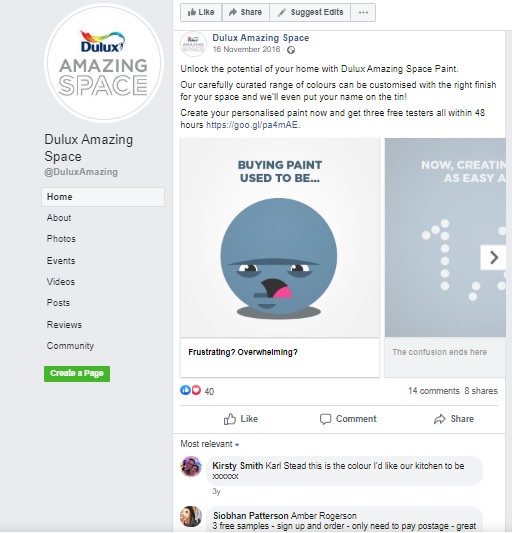 Dulux
AMAZING
SPACE
Dulux Amazing
Space
@DuluxAmazing
Home
About
Photos
Events
Videos
Posts
Reviews
Community
Create a Page
Like Share Suggest Edits ...
Dulux Amazing Space
16 November 2016 ·
Unlock the potential of your home with Dulux Amazing Space Paint.
Our carefully curated range of colours can be customised with the right finish
for your space and we'll even put your name on the tin!
Create your personalised paint now and get three free testers all within 48
hours https://goo.gl/pa4mAE.
BUYING PAINT
USED TO BE...
Frustrating? Overwhelming?
NOW, CREATIN
AS EASY A
1,
The confusion ends here
40
14 comments 8 shares
Like Comment Share
Most relevant
Kirsty Smith Karl Stead this is the colour I'd like our kitchen to be
xxxxxx
3y
Siobhan Patterson Amber Rogerson
3 free samples - sign up and order - only need to pay postage - great